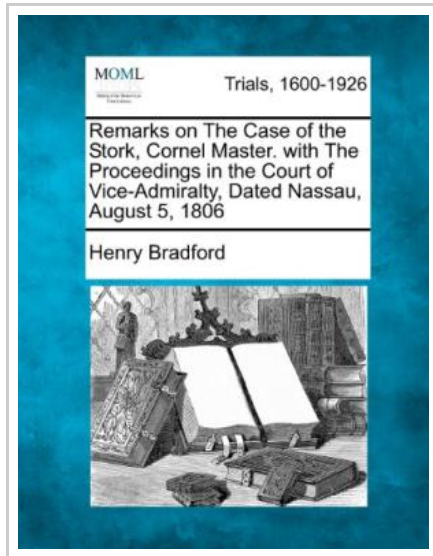 MOML
Trials, 1600-1926
Remarks on The Case of the
Stork, Cornel Master. with The
Proceedings in the Court of
Vice-Admiralty, Dated Nassau,
August 5, 1806
Henry Bradford